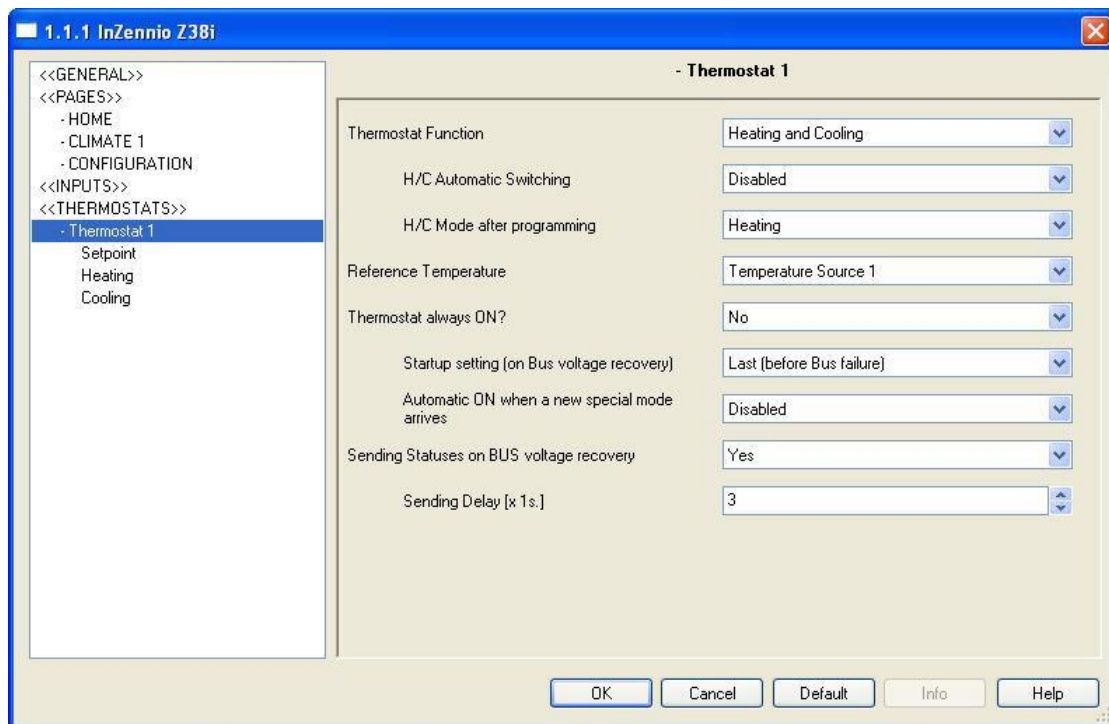 1.1.1 InZennio Z38i
<<GENERAL>>
<<PAGES>>
- HOME
- CLIMATE 1
- CONFIGURATION
<<INPUTS>>
<<THERMOSTATS>>
- Thermostat 1
Setpoint
Heating
Cooling
- Thermostat 1
Thermostat Function
Heating and Cooling
H/C Automatic Switching
Disabled
H/C Mode after programming
Heating
Reference Temperature
Temperature Source 1
Thermostat always ON?
No
Startup setting (on Bus voltage recovery)
Last (before Bus failure)
Automatic ON when a new special mode
arrives
Disabled
Sending Statuses on BUS voltage recovery
Yes
Sending Delay [x 1s.]
3
OK
Cancel
Default
Info
Help